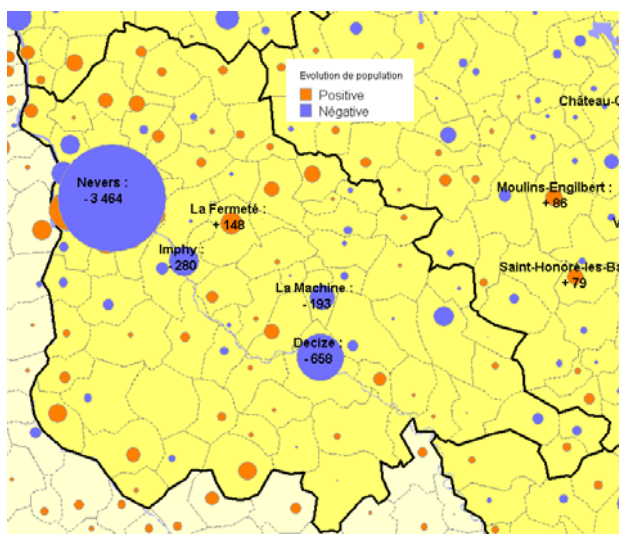 Evolution de population
Positive
Négative
Château-C
Nevers :
- 3 464
La Fermeté :
+ 148
Moulins-Engilbert :
+ 86
V
Imphy :
- 280
Saint-Honoré-les-Ba
+ 79
La Machine :
- 193
Decize :
- 658